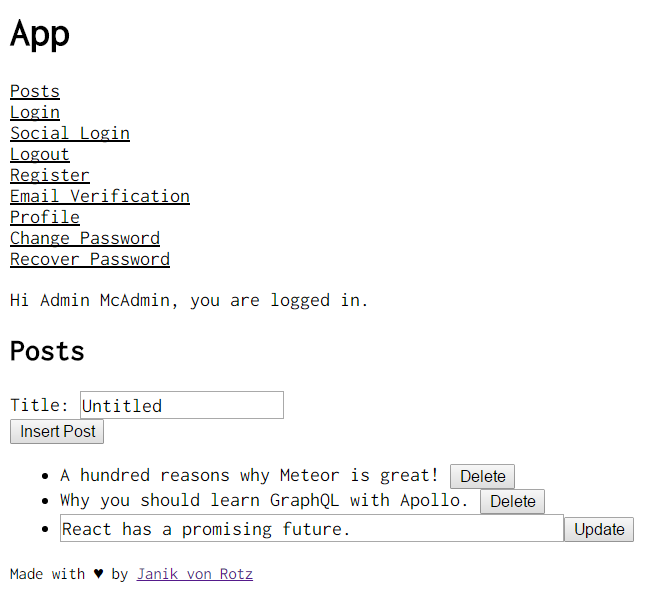 App
Posts
Login
Social Login
Logout
Register
Email Verification
Profile
Change Password
Recover Password
Hi Admin McAdmin, you are logged in.
Posts
Title: Untitled
Insert Post
A hundred reasons why Meteor is great! Delete
Why you should learn GraphQL with Apollo. Delete
React has a promising future. Update
Made with ♥ by Janik von Rotz